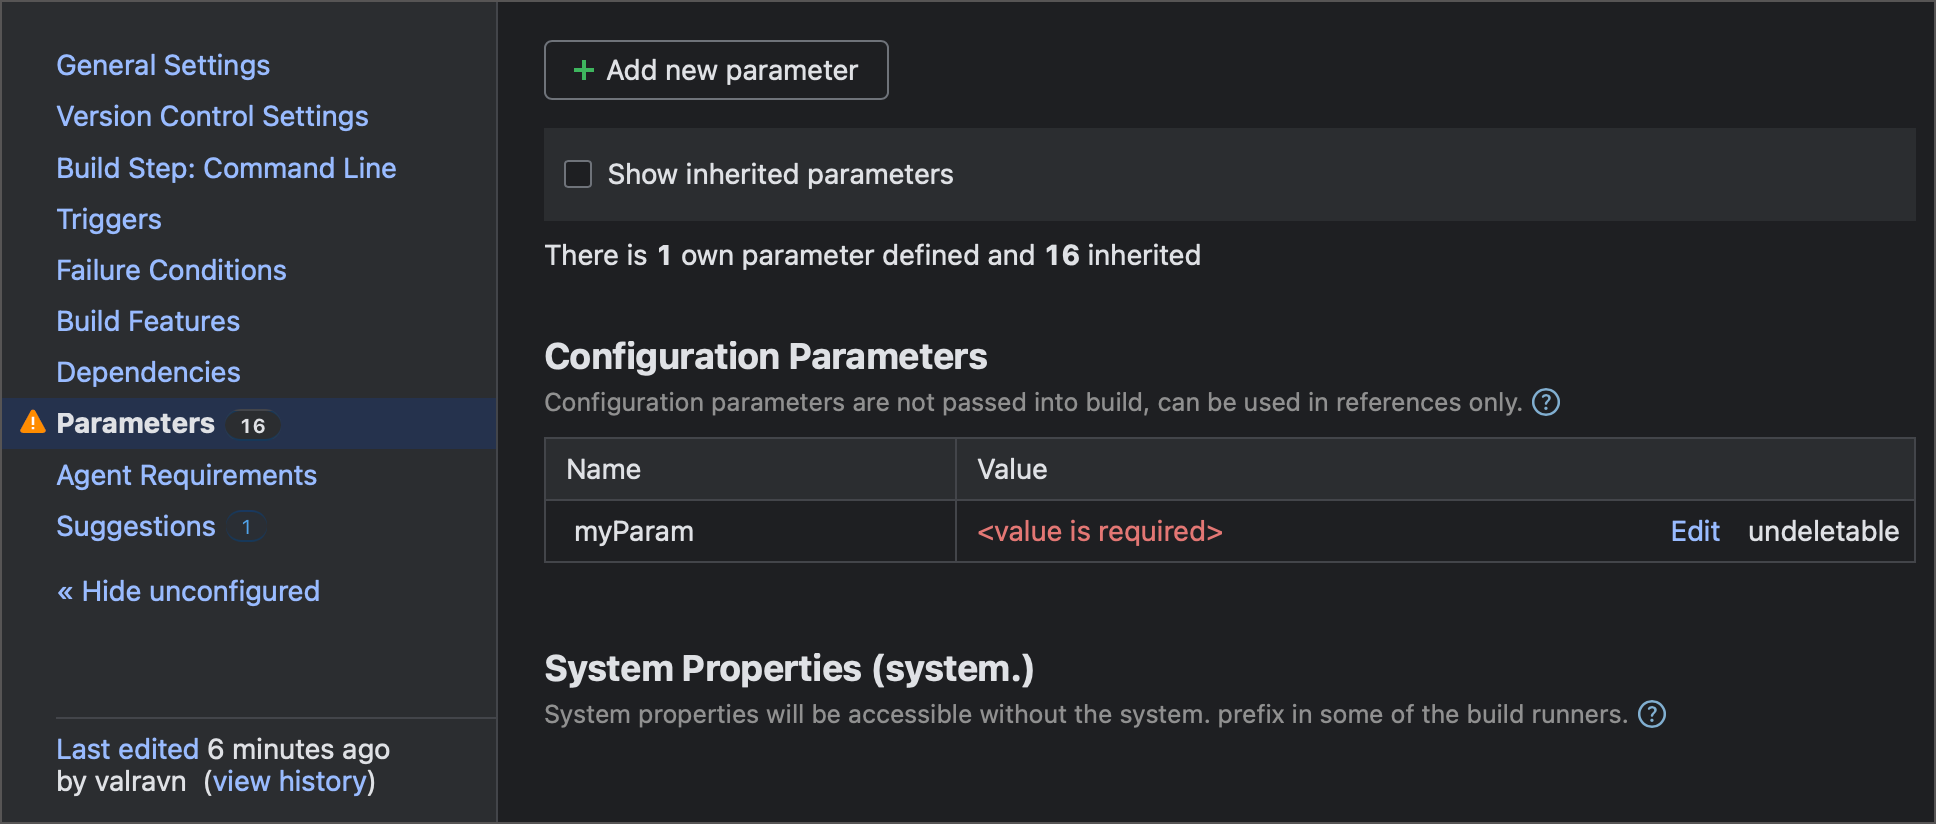 General Settings
Version Control Settings
Build Step: Command Line
Triggers
Failure Conditions
Build Features
Dependencies
Parameters 16
Agent Requirements
Suggestions 1
« Hide unconfigured
Last edited 6 minutes ago
by valravn (view history)
+ Add new parameter
Show inherited parameters
There is 1 own parameter defined and 16 inherited
Configuration Parameters
Configuration parameters are not passed into build, can be used in references only. ?
Name Value
myParam <value is required> Edit undeletable
System Properties (system.)
System properties will be accessible without the system. prefix in some of the build runners. ?